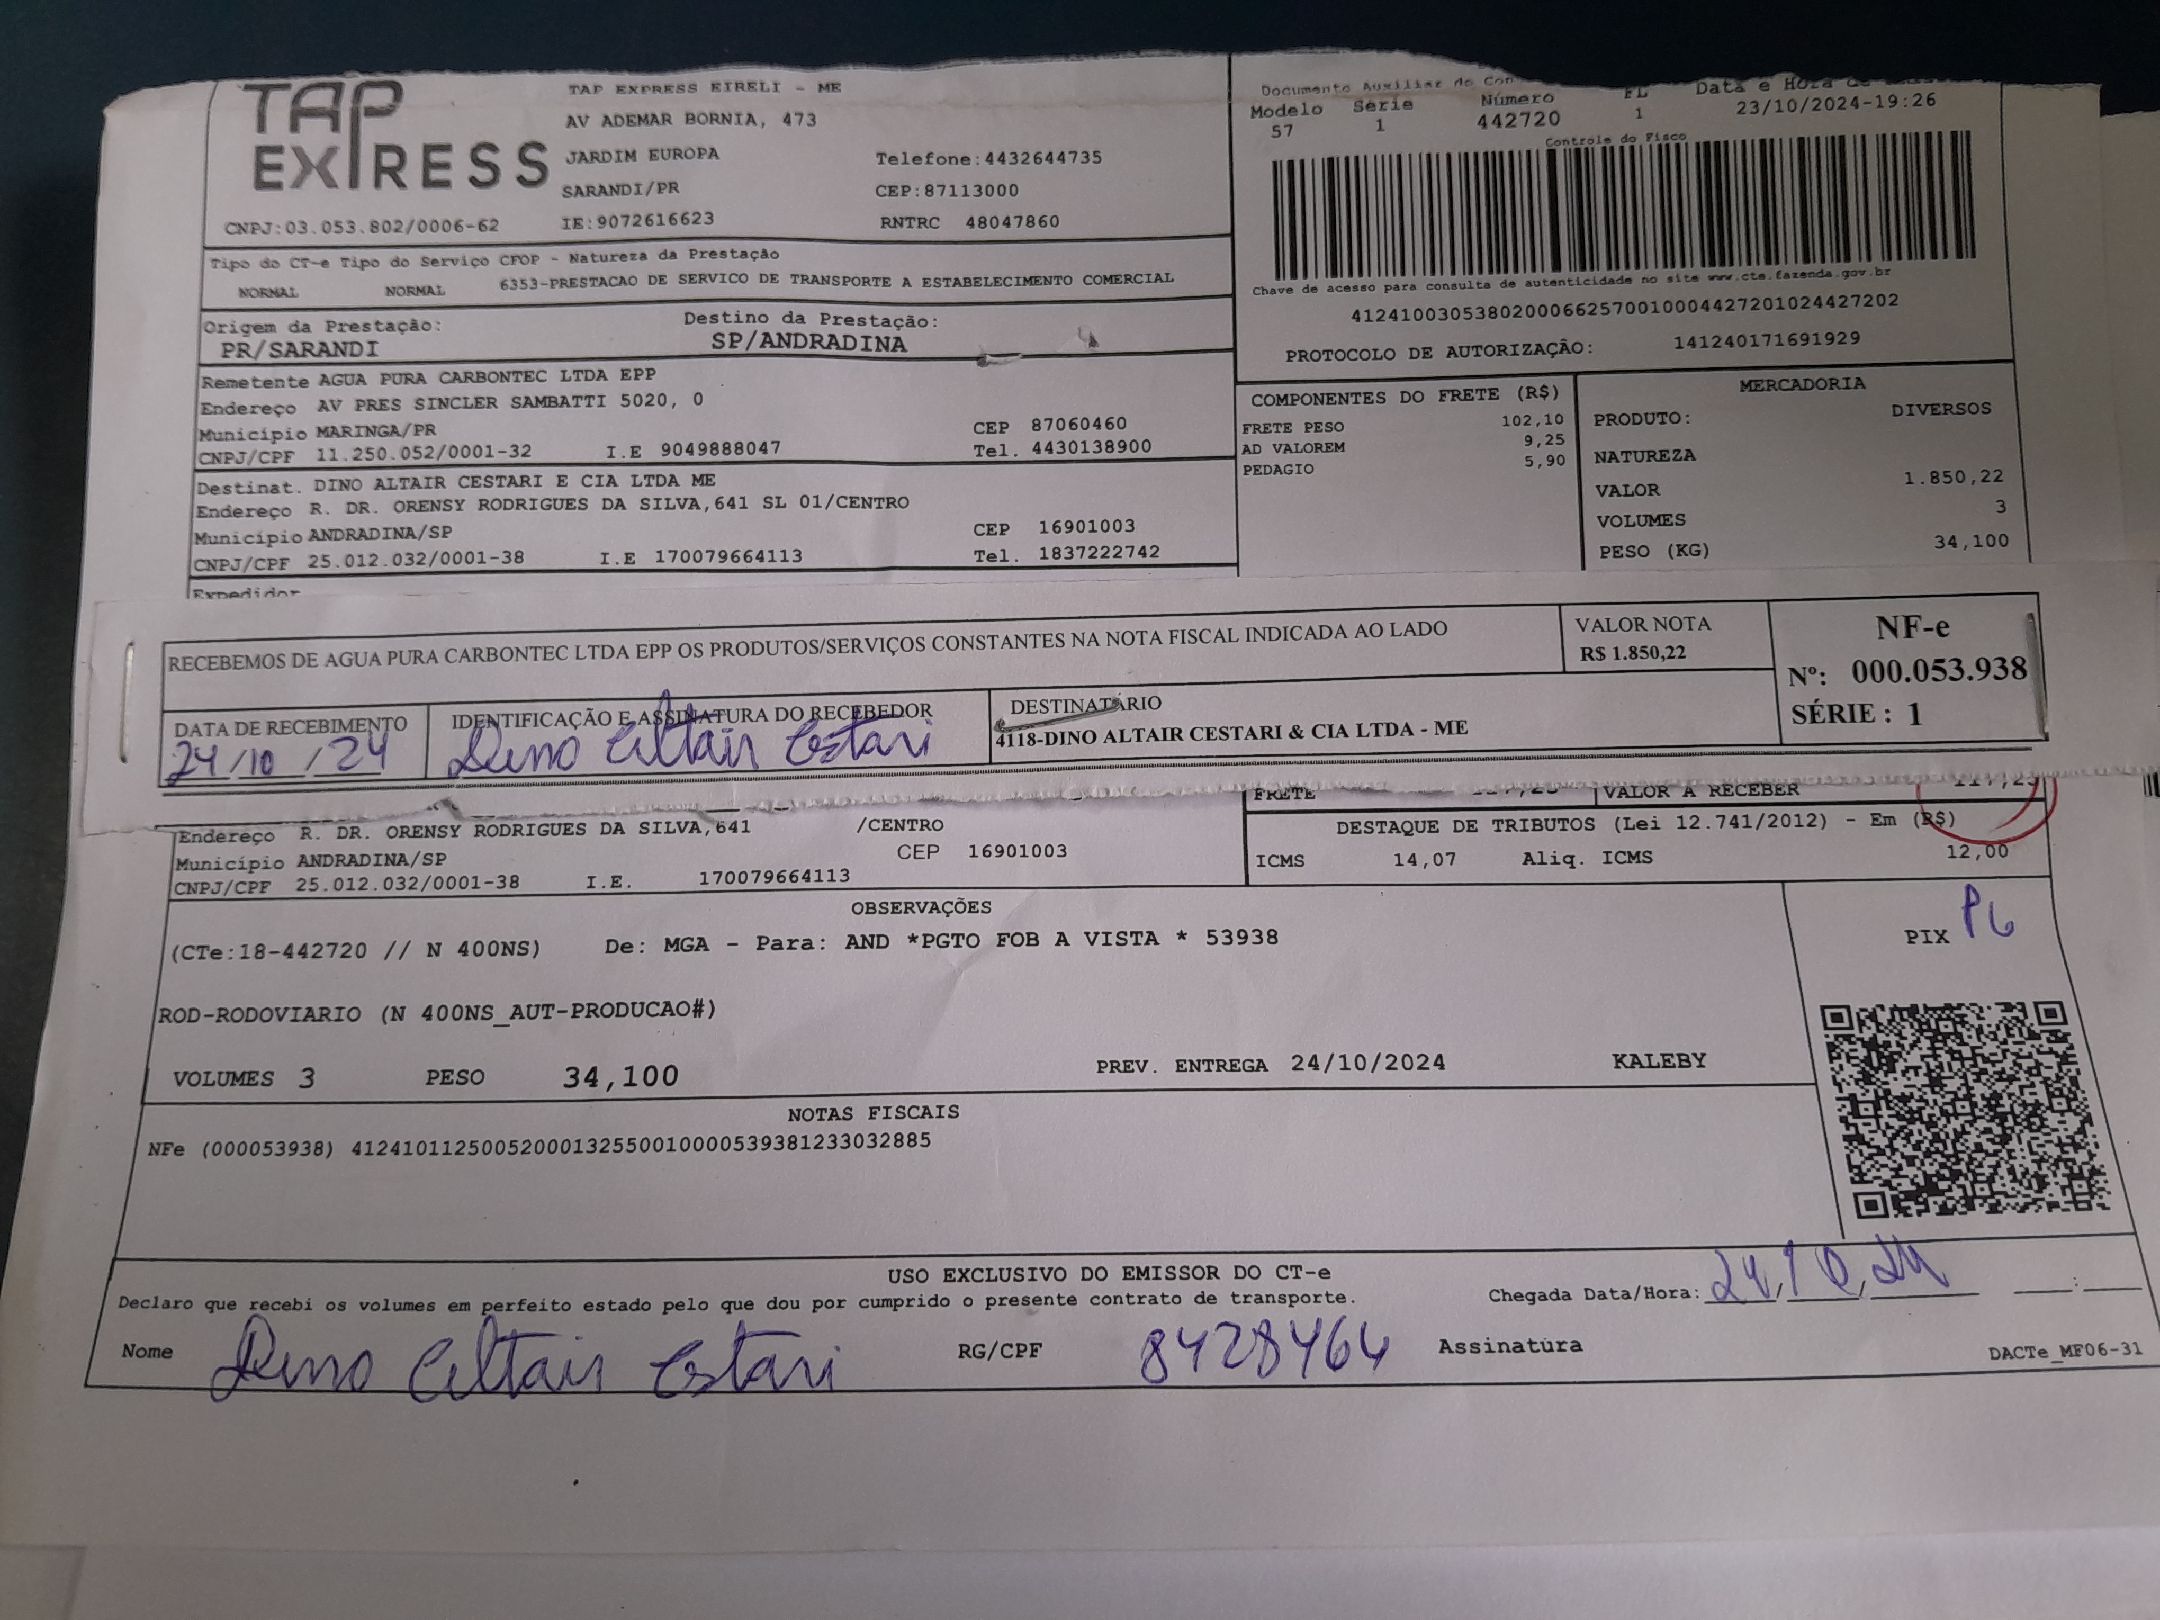 TAP EXPRESS
TAP EXPRESS EIRELI - ME
AV ADEMAR BORNIA, 473
JARDIM EUROPA Telefone:4432644735
SARANDI/PR CEP:87113000
CNPJ:03.053.802/0006-62 IE:9072616623 RNTRC 48047860
Documento Auxiliar do
Modelo Série Número FL Data e Hora
57 1 442720 1 23/10/2024-19:26
Controle do Fisco
Chave de acesso para consulta de autenticidade no site www.cte.fazenda.gov.br
41241003053802000662570010004427201024427202
PROTOCOLO DE AUTORIZAÇÃO: 141240171691929
Tipo do CT-e Tipo do Serviço CFOP - Natureza da Prestação
NORMAL NORMAL 6353-PRESTACAO DE SERVICO DE TRANSPORTE A ESTABELECIMENTO COMERCIAL
Origem da Prestação: Destino da Prestação:
PR/SARANDI SP/ANDRADINA
Remetente AGUA PURA CARBONTEC LTDA EPP
Endereço AV PRES SINCLER SAMBATTI 5020, 0
Município MARINGA/PR CEP 87060460
CNPJ/CPF 11.250.052/0001-32 I.E 9049888047 Tel. 4430138900
Destinat. DINO ALTAIR CESTARI E CIA LTDA ME
Endereço R. DR. ORENSY RODRIGUES DA SILVA,641 SL 01/CENTRO
Município ANDRADINA/SP CEP 16901003
CNPJ/CPF 25.012.032/0001-38 I.E 170079664113 Tel. 1837222742
Expedidor
COMPONENTES DO FRETE (R$)
FRETE PESO 102,10
AD VALOREM 9,25
PEDAGIO 5,90
MERCADORIA
PRODUTO: DIVERSOS
NATUREZA
VALOR 1.850,22
VOLUMES 3
PESO (KG) 34,100
RECEBEMOS DE AGUA PURA CARBONTEC LTDA EPP OS PRODUTOS/SERVIÇOS CONSTANTES NA NOTA FISCAL INDICADA AO LADO
VALOR NOTA
R$ 1.850,22
NF-e
Nº: 000.053.938
SÉRIE : 1
DATA DE RECEBIMENTO
24/10/24
IDENTIFICAÇÃO E ASSINATURA DO RECEBEDOR
Dino Altair Cestari
DESTINATÁRIO
4118-DINO ALTAIR CESTARI & CIA LTDA - ME
FRETE 117,25 VALOR A RECEBER 117,25
Endereço R. DR. ORENSY RODRIGUES DA SILVA,641 /CENTRO
Município ANDRADINA/SP CEP 16901003
CNPJ/CPF 25.012.032/0001-38 I.E. 170079664113
DESTAQUE DE TRIBUTOS (Lei 12.741/2012) - Em (R$)
ICMS 14,07 Aliq. ICMS 12,00
OBSERVAÇÕES
(CTe:18-442720 // N 400NS) De: MGA - Para: AND *PGTO FOB A VISTA * 53938
ROD-RODOVIARIO (N 400NS_AUT-PRODUCAO#)
VOLUMES 3 PESO 34,100 PREV. ENTREGA 24/10/2024 KALEBY
PIX PG
NOTAS FISCAIS
NFe (000053938) 41241011250052000132550010000539381233032885
USO EXCLUSIVO DO EMISSOR DO CT-e
Declaro que recebi os volumes em perfeito estado pelo que dou por cumprido o presente contrato de transporte.
Chegada Data/Hora: 24/10/24 :
Nome Dino Altair Cestari RG/CPF 8428464 Assinatura
DACTe_MF06-31